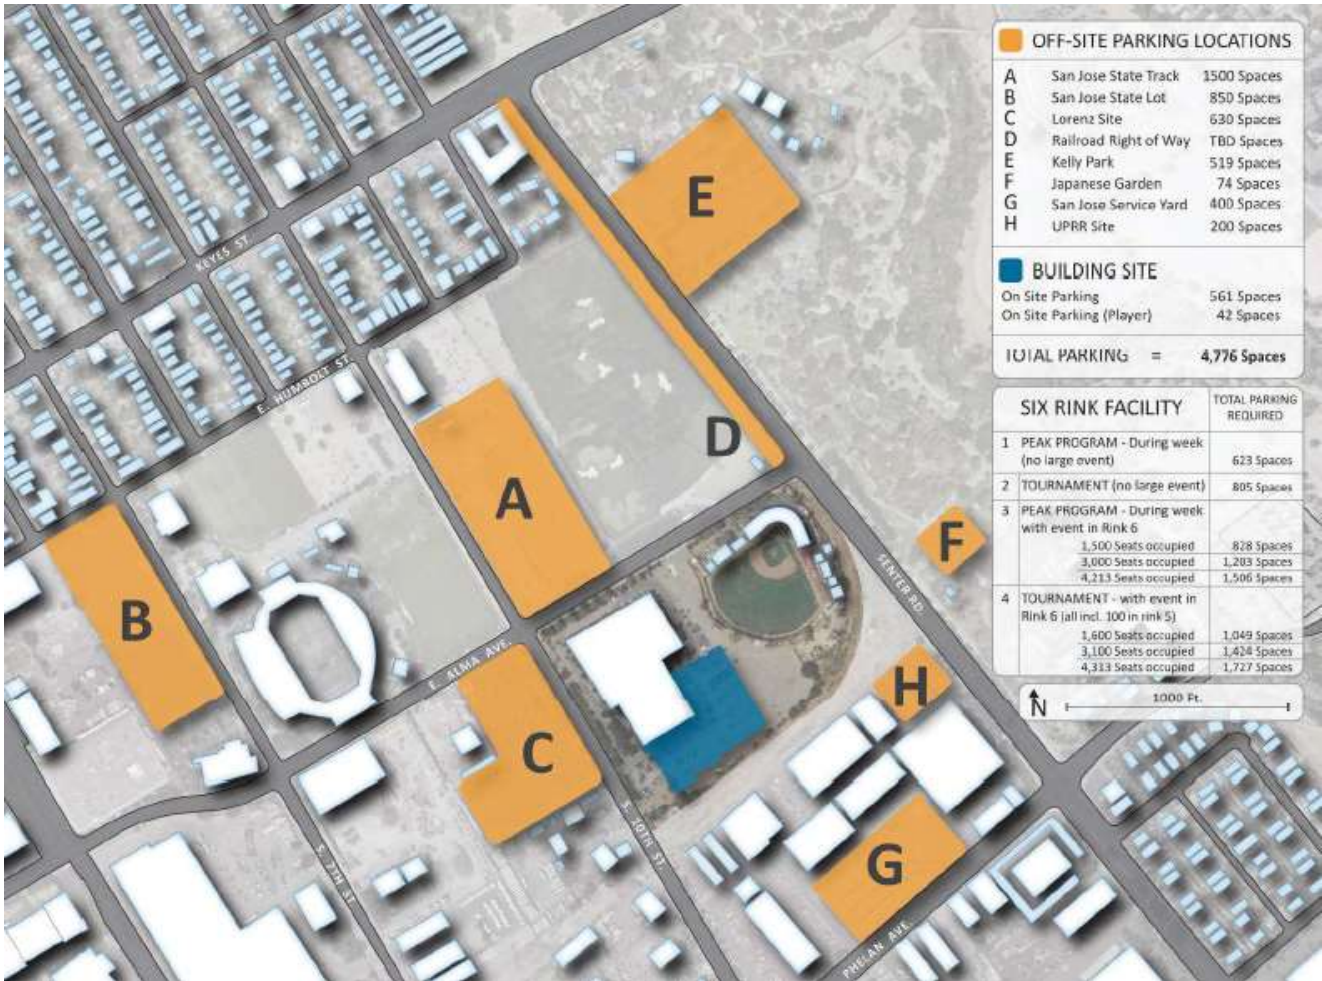 OFF-SITE PARKING LOCATIONS
A San Jose State Track 1500 Spaces
B San Jose State Lot 850 Spaces
C Lorenz Site 630 Spaces
D Railroad Right of Way TBD Spaces
E Kelly Park 519 Spaces
F Japanese Garden 74 Spaces
G San Jose Service Yard 400 Spaces
H UPRR Site 200 Spaces
BUILDING SITE
On Site Parking 561 Spaces
On Site Parking (Player) 42 Spaces
TOTAL PARKING = 4,776 Spaces
SIX RINK FACILITY TOTAL PARKING
REQUIRED
1 PEAK PROGRAM - During week
(no large event) 623 Spaces
2 TOURNAMENT (no large event) 805 Spaces
3 PEAK PROGRAM - During week
with event in Rink 6
1,500 Seats occupied 828 Spaces
3,000 Seats occupied 1,203 Spaces
4,213 Seats occupied 1,506 Spaces
4 TOURNAMENT - with event in
Rink 6 (all incl. 100 in rink 5)
1,600 Seats occupied 1,049 Spaces
3,100 Seats occupied 1,424 Spaces
4,313 Seats occupied 1,727 Spaces
N 1000 Ft.
E
KEYES ST.
E. HUMBOLT ST.
D
A
F
B
SENTER RD.
E. ALMA AVE.
H
C
S. 10TH ST.
S. 7TH ST
G
PHELAN AVE.